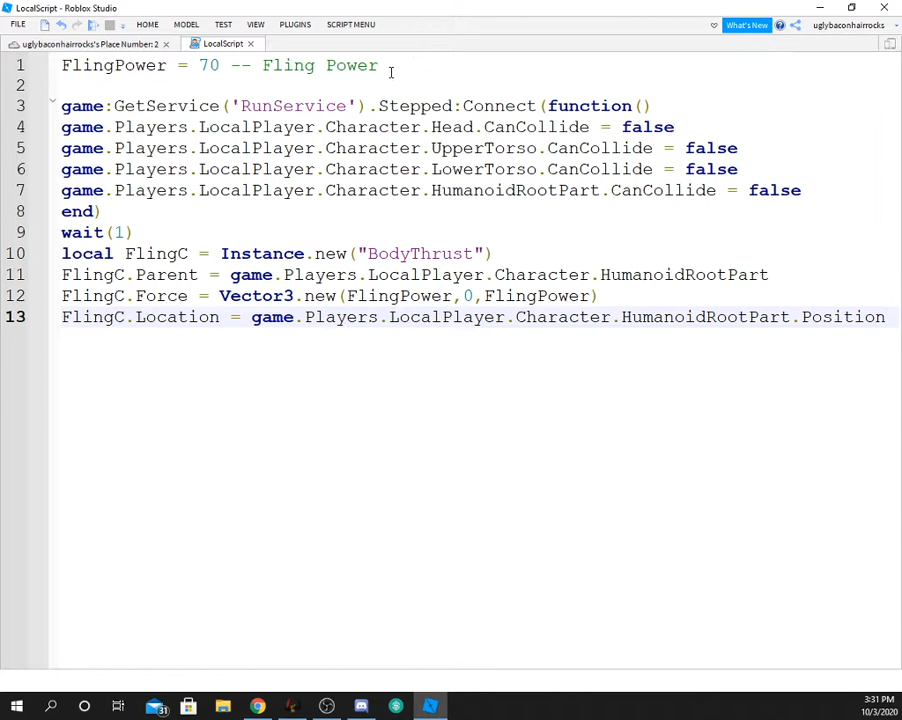 LocalScript - Roblox Studio
FILE HOME MODEL TEST VIEW PLUGINS SCRIPT MENU What's New uglybaconhairrocks
uglybaconhairrocks's Place Number: 2 x LocalScript x
1 FlingPower = 70 -- Fling Power
2
3 game:GetService('RunService').Stepped:Connect(function()
4 game.Players.LocalPlayer.Character.Head.CanCollide = false
5 game.Players.LocalPlayer.Character.UpperTorso.CanCollide = false
6 game.Players.LocalPlayer.Character.LowerTorso.CanCollide = false
7 game.Players.LocalPlayer.Character.HumanoidRootPart.CanCollide = false
8 end)
9 wait(1)
10 local FlingC = Instance.new("BodyThrust")
11 FlingC.Parent = game.Players.LocalPlayer.Character.HumanoidRootPart
12 FlingC.Force = Vector3.new(FlingPower,0,FlingPower)
13 FlingC.Location = game.Players.LocalPlayer.Character.HumanoidRootPart.Position
31
3:31 PM
10/3/2020